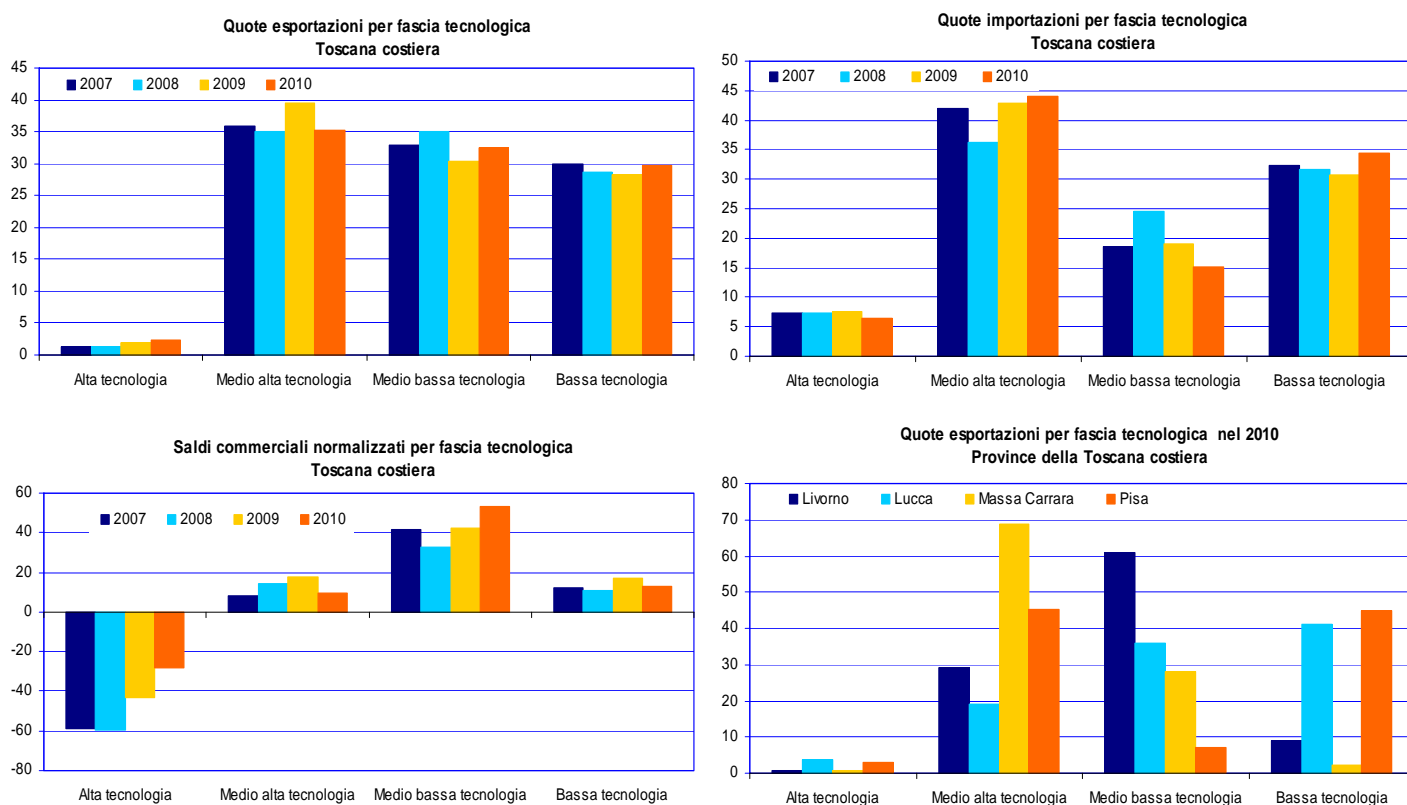 Quote esportazioni per fascia tecnologica
Toscana costiera
45
40
35
30
25
20
15
10
5
0
2007 2008 2009 2010
Alta tecnologia Medio alta tecnologia Medio bassa tecnologia Bassa tecnologia
Quote importazioni per fascia tecnologica
Toscana costiera
50
45
40
35
30
25
20
15
10
5
0
2007 2008 2009 2010
Alta tecnologia Medio alta tecnologia Medio bassa tecnologia Bassa tecnologia
Saldi commerciali normalizzati per fascia tecnologica
Toscana costiera
60
40
20
0
-20
-40
-60
-80
2007 2008 2009 2010
Alta tecnologia Medio alta tecnologia Medio bassa tecnologia Bassa tecnologia
Quote esportazioni per fascia tecnologica nel 2010
Province della Toscana costiera
80
70
60
50
40
30
20
10
0
Livorno Lucca Massa Carrara Pisa
Alta tecnologia Medio alta tecnologia Medio bassa tecnologia Bassa tecnologia